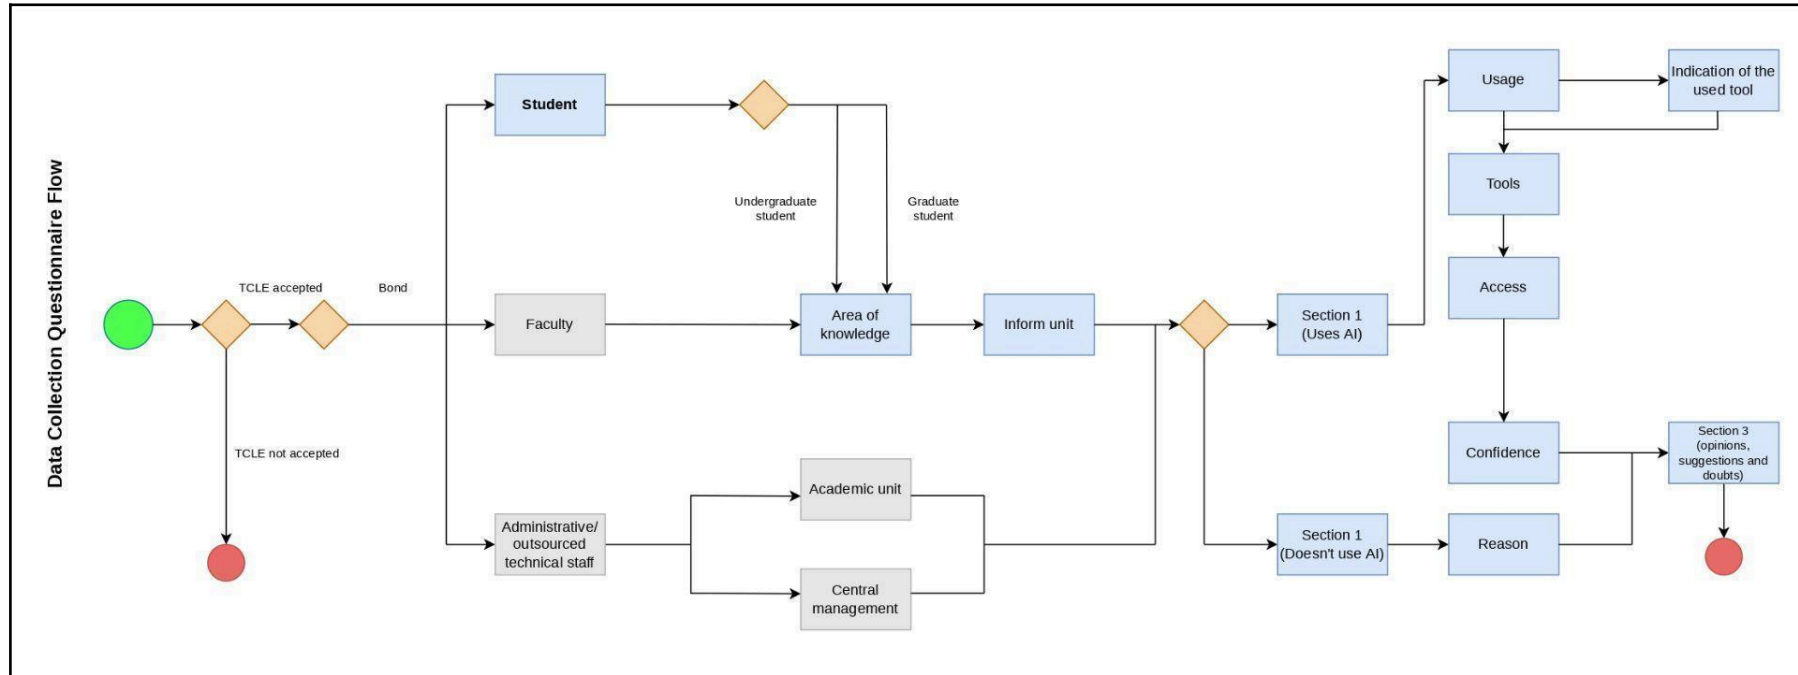 Data Collection Questionnaire Flow
TCLE accepted
Bond
TCLE not accepted
Student
Undergraduate
student
Graduate
student
Faculty
Area of
knowledge
Inform unit
Administrative/
outsourced
technical staff
Academic unit
Central
management
Section 1
(Uses AI)
Usage
Indication of the
used tool
Tools
Access
Confidence
Section 1
(Doesn't use AI)
Reason
Section 3
(opinions,
suggestions and
doubts)